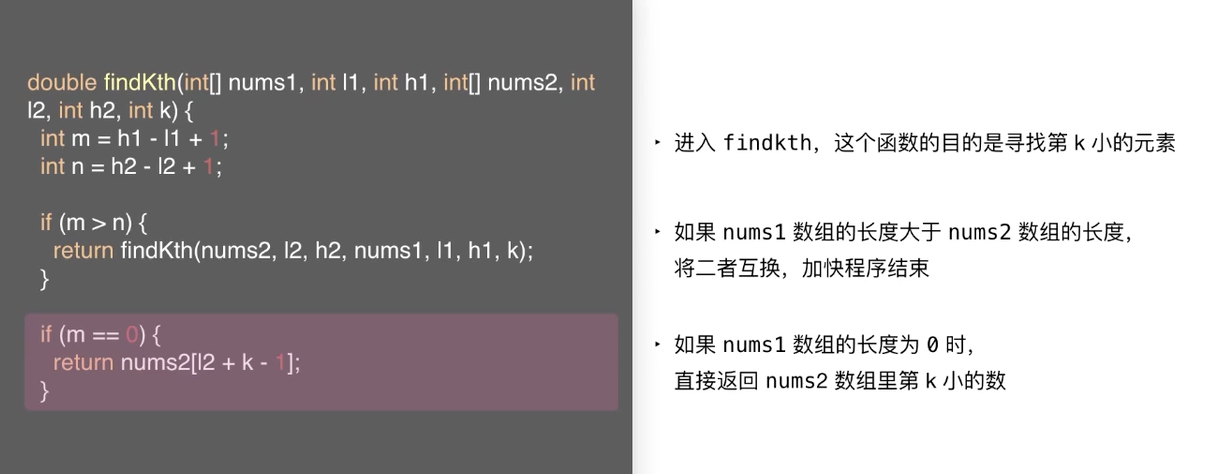 double findKth(int[] nums1, int l1, int h1, int[] nums2, int
l2, int h2, int k) {
int m = h1 - l1 + 1;
int n = h2 - l2 + 1;
if (m > n) {
return findKth(nums2, l2, h2, nums1, l1, h1, k);
}
if (m == 0) {
return nums2[l2 + k - 1];
}
‣ 进入 findkth，这个函数的目的是寻找第 k 小的元素
‣ 如果 nums1 数组的长度大于 nums2 数组的长度，
将二者互换，加快程序结束
‣ 如果 nums1 数组的长度为 0 时，
直接返回 nums2 数组里第 k 小的数